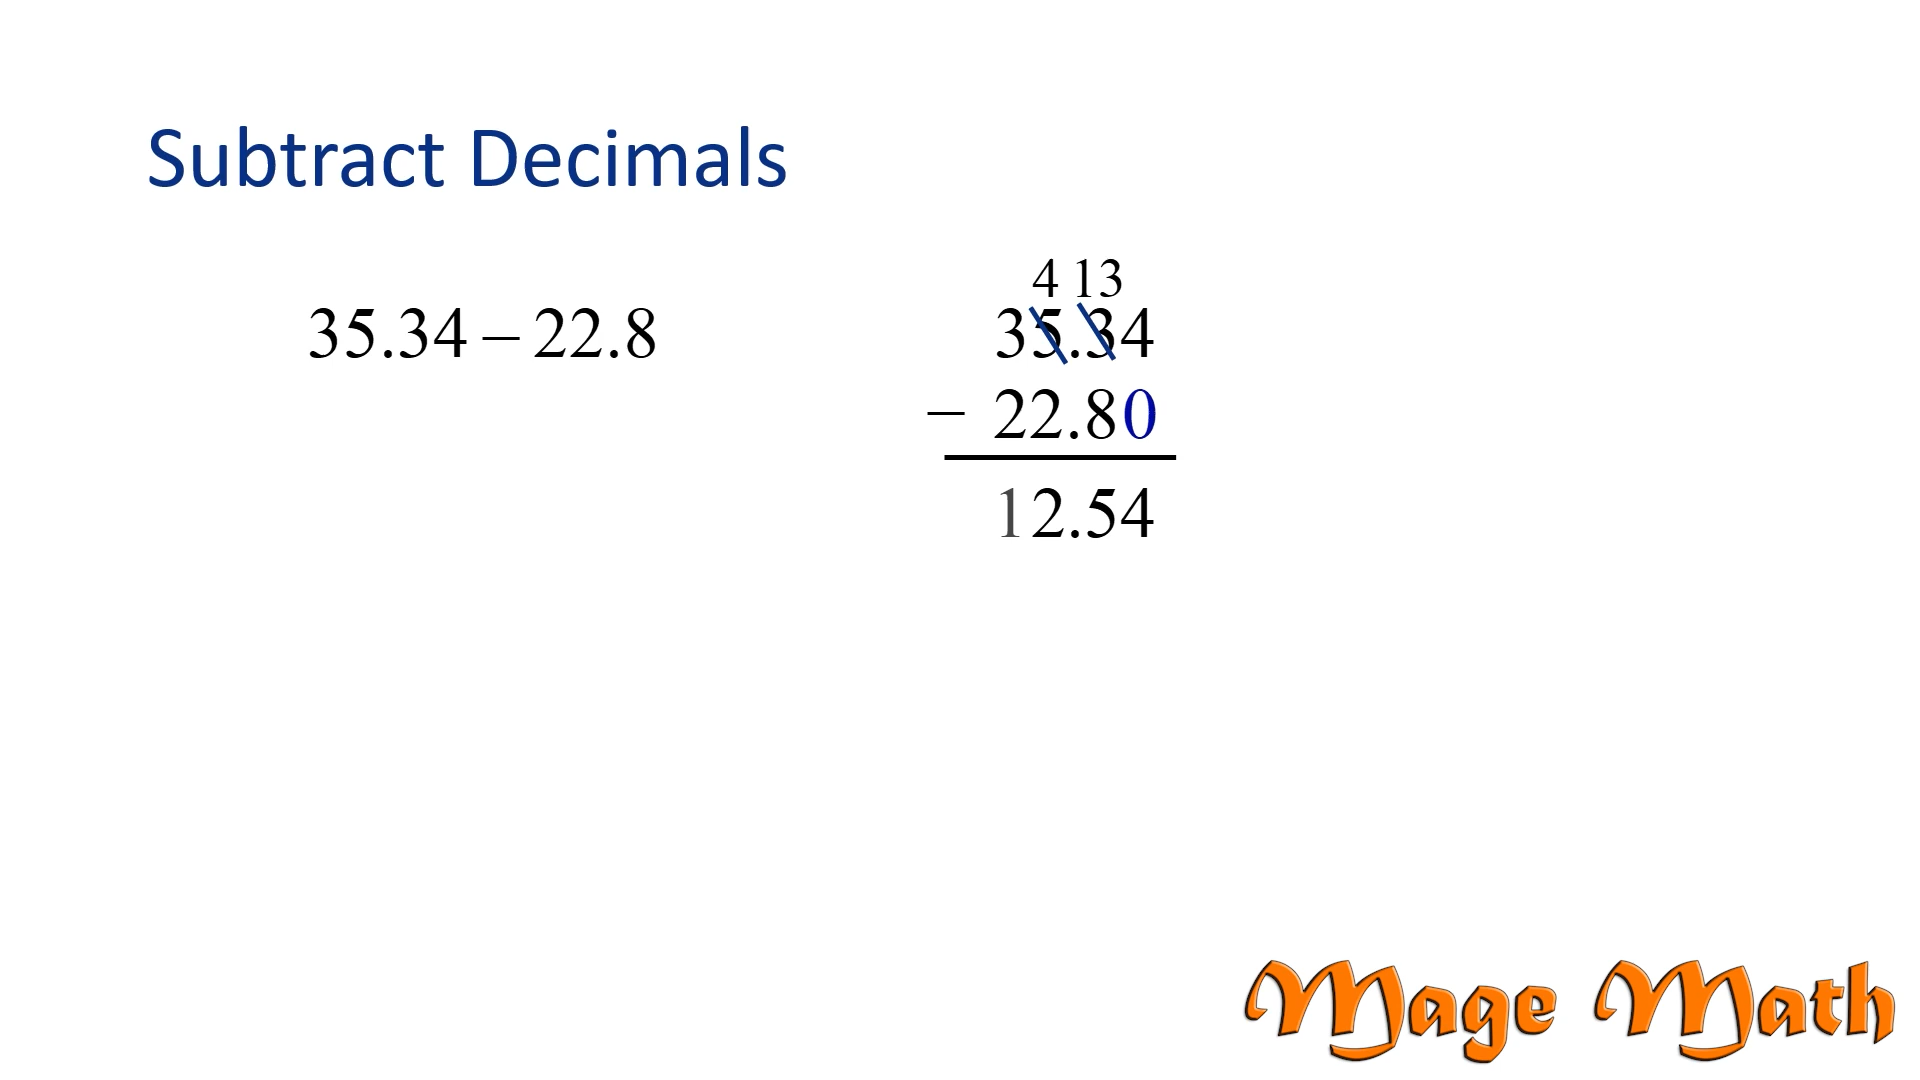 Subtract Decimals
35.34 – 22.8
4 13
35.34
– 22.80
12.54
Mage Math